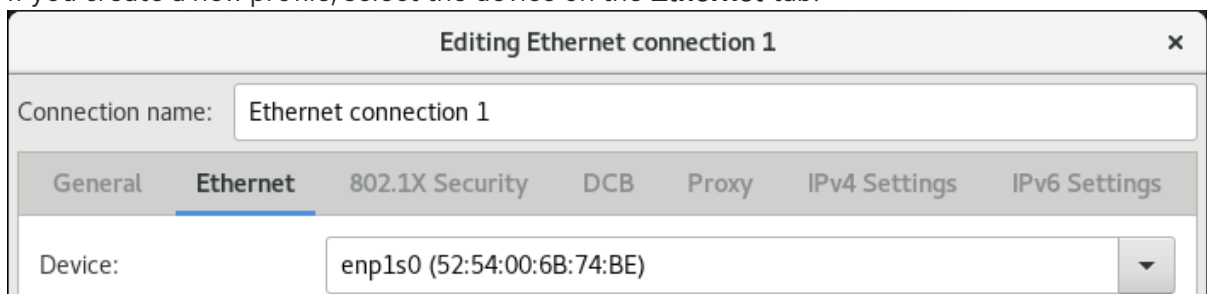 If you create a new profile, select the device on the Ethernet tab:
Editing Ethernet connection 1 ×
Connection name: Ethernet connection 1
General Ethernet 802.1X Security DCB Proxy IPv4 Settings IPv6 Settings
Device: enp1s0 (52:54:00:6B:74:BE)